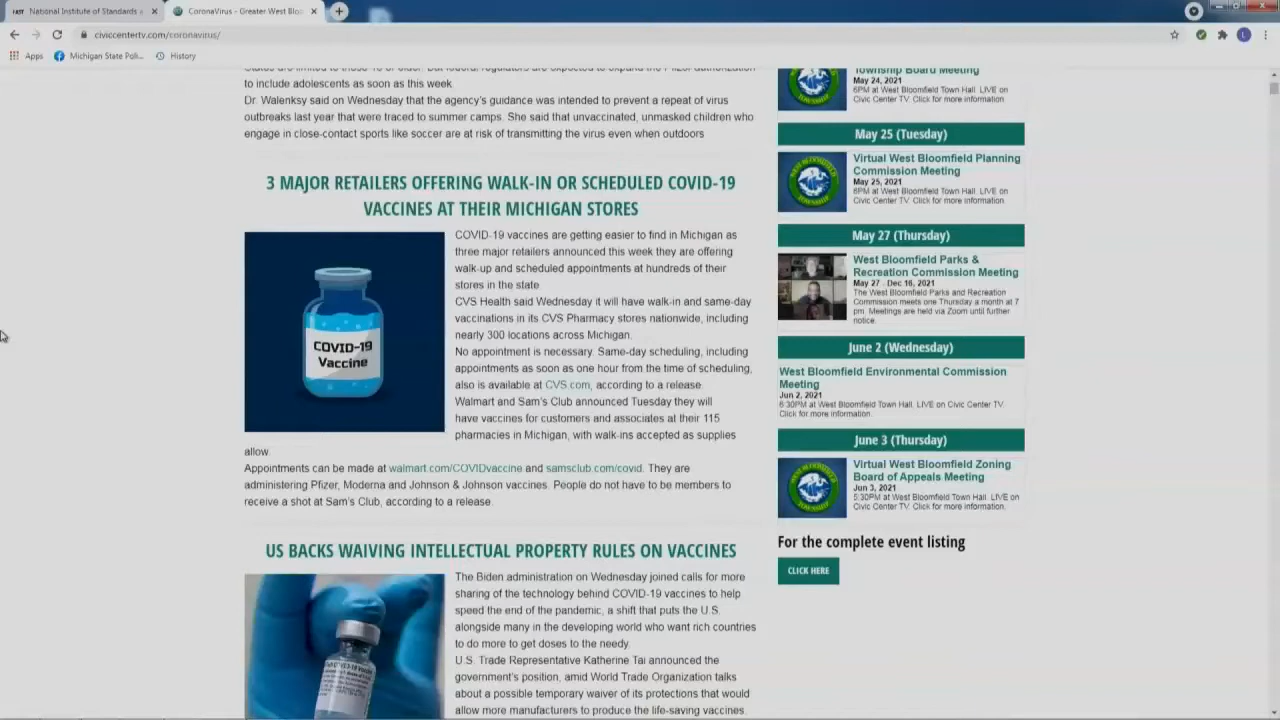 National Institute of Standards a
CoronaVirus - Greater West Bloo
civiccentertv.com/coronavirus/
L
Apps
Michigan State Poli...
History
to include adolescents as soon as this week
Dr. Walenksy said on Wednesday that the agency's guidance was intended to prevent a repeat of virus
outbreaks last year that were traced to summer camps. She said that unvaccinated, unmasked children who
engage in close-contact sports like soccer are at risk of transmitting the virus even when outdoors
3 MAJOR RETAILERS OFFERING WALK-IN OR SCHEDULED COVID-19
VACCINES AT THEIR MICHIGAN STORES
COVID-19
Vaccine
COVID-19 vaccines are getting easier to find in Michigan as
three major retailers announced this week they are offering
walk-up and scheduled appointments at hundreds of their
stores in the state
CVS Health said Wednesday it will have walk-in and same-day
vaccinations in its CVS Pharmacy stores nationwide, including
nearly 300 locations across Michigan.
No appointment is necessary. Same-day scheduling, including
appointments as soon as one hour from the time of scheduling,
also is available at CVS.com, according to a release.
Walmart and Sam's Club announced Tuesday they will
have vaccines for customers and associates at their 115
pharmacies in Michigan, with walk-ins accepted as supplies
allow
Appointments can be made at walmart.com/COVIDvaccine and samsclub.com/covid. They are
administering Pfizer, Moderna and Johnson & Johnson vaccines. People do not have to be members to
receive a shot at Sam's Club, according to a release.
US BACKS WAIVING INTELLECTUAL PROPERTY RULES ON VACCINES
The Biden administration on Wednesday joined calls for more
sharing of the technology behind COVID-19 vaccines to help
speed the end of the pandemic, a shift that puts the U.S.
alongside many in the developing world who want rich countries
to do more to get doses to the needy.
U.S. Trade Representative Katherine Tai announced the
government's position, amid World Trade Organization talks
about a possible temporary waiver of its protections that would
allow more manufacturers to produce the life-saving vaccines.
Township Board Meeting
May 24, 2021
6PM at West Bloomfield Town Hall. LIVE on
Civic Center TV. Click for more information
May 25 (Tuesday)
Virtual West Bloomfield Planning
Commission Meeting
May 25, 2021
6PM at West Bloomfield Town Hall. LIVE on
Civic Center TV. Click for more information.
May 27 (Thursday)
West Bloomfield Parks &
Recreation Commission Meeting
May 27 - Dec 16, 2021
The West Bloomfield Parks and Recreation
Commission meets one Thursday a month at 7
pm. Meetings are held via Zoom until further
notice.
June 2 (Wednesday)
West Bloomfield Environmental Commission
Meeting
Jun 2, 2021
6:30PM at West Bloomfield Town Hall. LIVE on Civic Center TV.
Click for more information.
June 3 (Thursday)
Virtual West Bloomfield Zoning
Board of Appeals Meeting
Jun 3, 2021
5:30PM at West Bloomfield Town Hall. LIVE on
Civic Center TV. Click for more information.
For the complete event listing
CLICK HERE